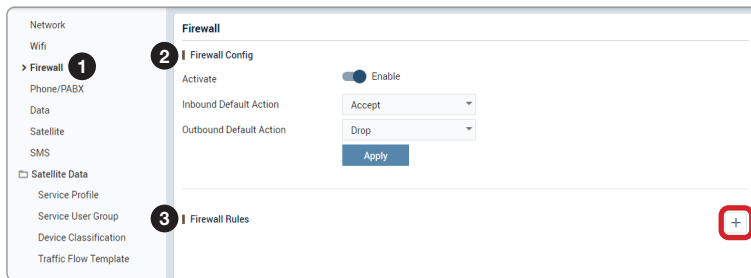 Network
Wifi
> Firewall 1
Phone/PABX
Data
Satellite
SMS
Satellite Data
Service Profile
Service User Group
Device Classification
Traffic Flow Template
Firewall
2 Firewall Config
Activate Enable
Inbound Default Action Accept
Outbound Default Action Drop
Apply
3 Firewall Rules +